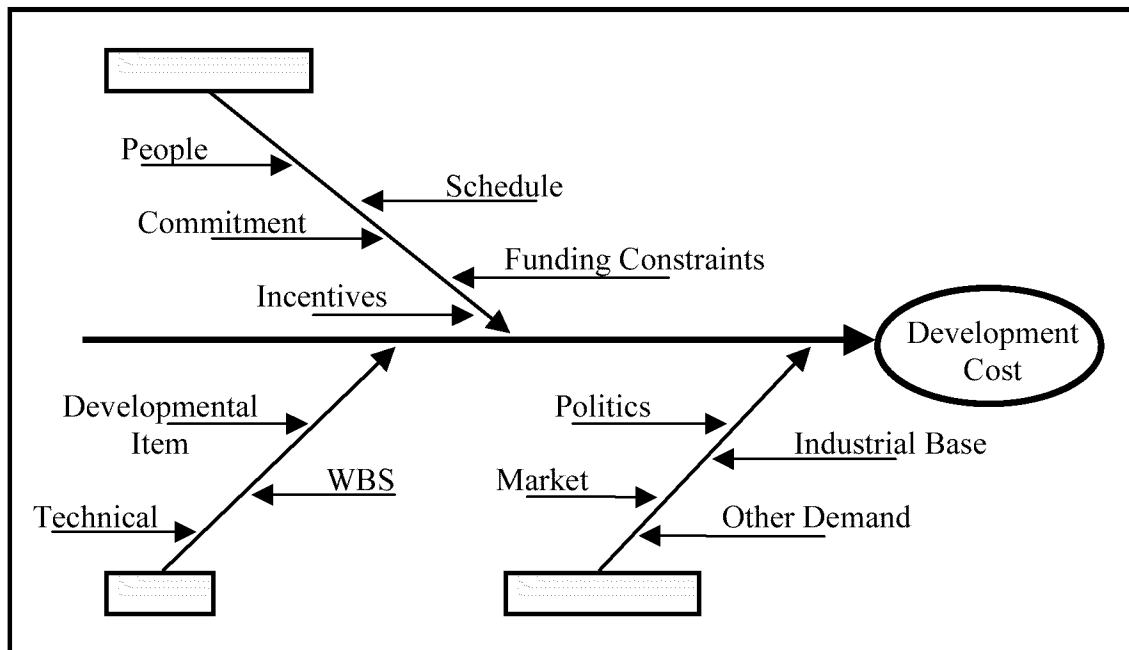 People
Schedule
Commitment
Funding Constraints
Incentives
Development
Cost
Developmental
Item
Politics
Industrial Base
WBS
Market
Technical
Other Demand